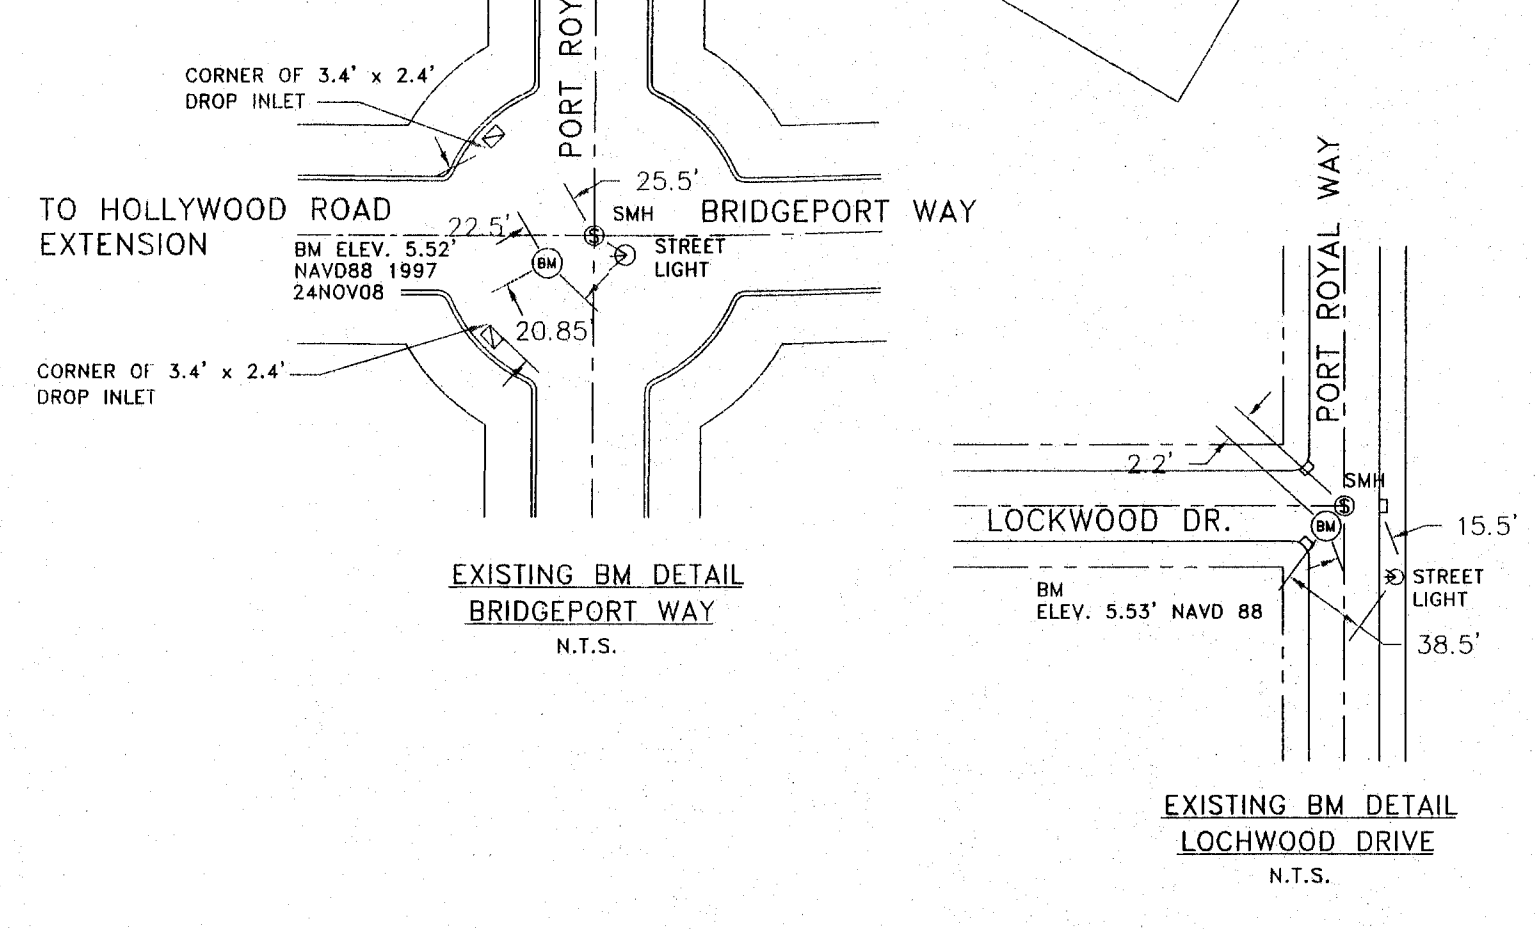 CORNER OF 3.4' x 2.4'
DROP INLET
PORT ROY
25.5'
SMH
BRIDGEPORT WAY
TO HOLLYWOOD ROAD
EXTENSION
22.5'
S
BM ELEV. 5.52'
NAVD88 1997
24NOV08
BM
STREET
LIGHT
20.85'
CORNER OF 3.4' x 2.4'
DROP INLET
EXISTING BM DETAIL
BRIDGEPORT WAY
N.T.S.
PORT ROYAL WAY
2.2'
SMH
S
LOCKWOOD DR.
BM
15.5'
STREET
LIGHT
BM
ELEV. 5.53' NAVD 88
38.5'
EXISTING BM DETAIL
LOCHWOOD DRIVE
N.T.S.